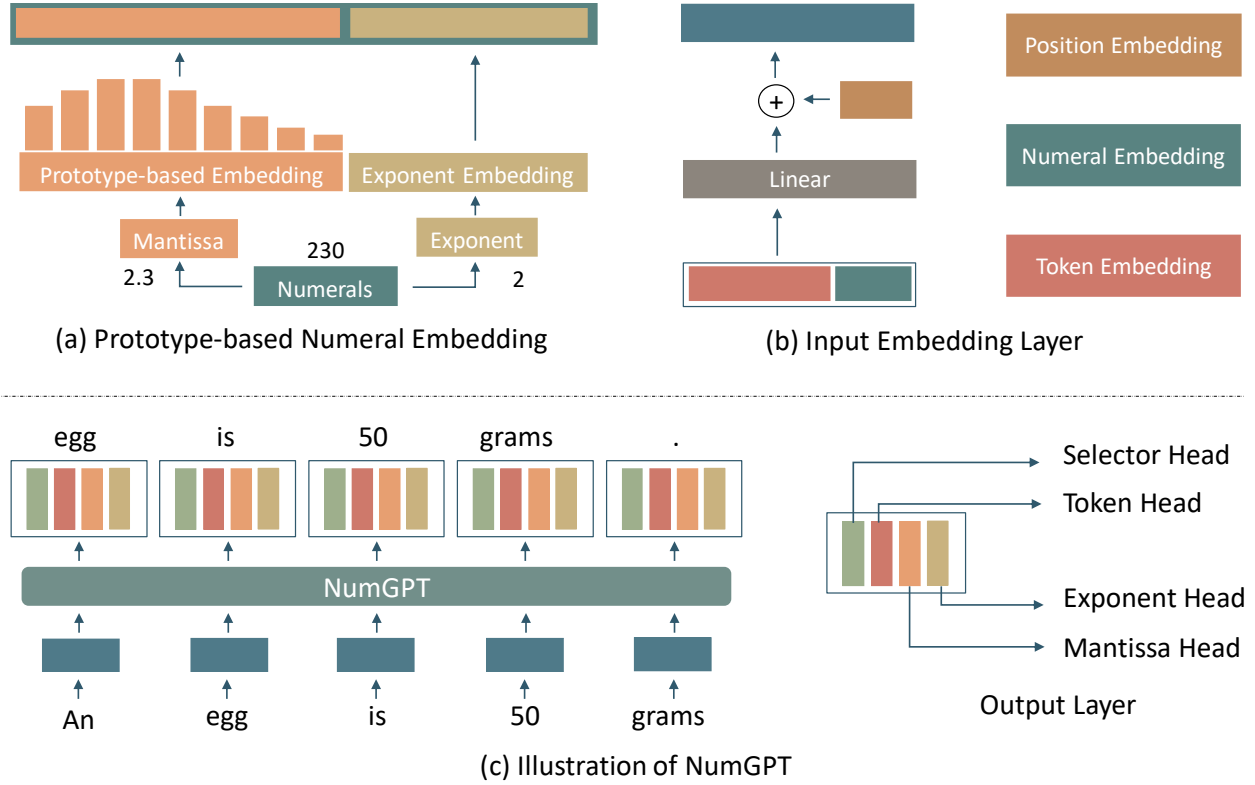 Prototype-based Embedding
Exponent Embedding
Mantissa
Exponent
230
2.3
Numerals
2
(a) Prototype-based Numeral Embedding
+
Linear
(b) Input Embedding Layer
Position Embedding
Numeral Embedding
Token Embedding
egg is 50 grams .
NumGPT
An egg is 50 grams
Selector Head
Token Head
Exponent Head
Mantissa Head
Output Layer
(c) Illustration of NumGPT